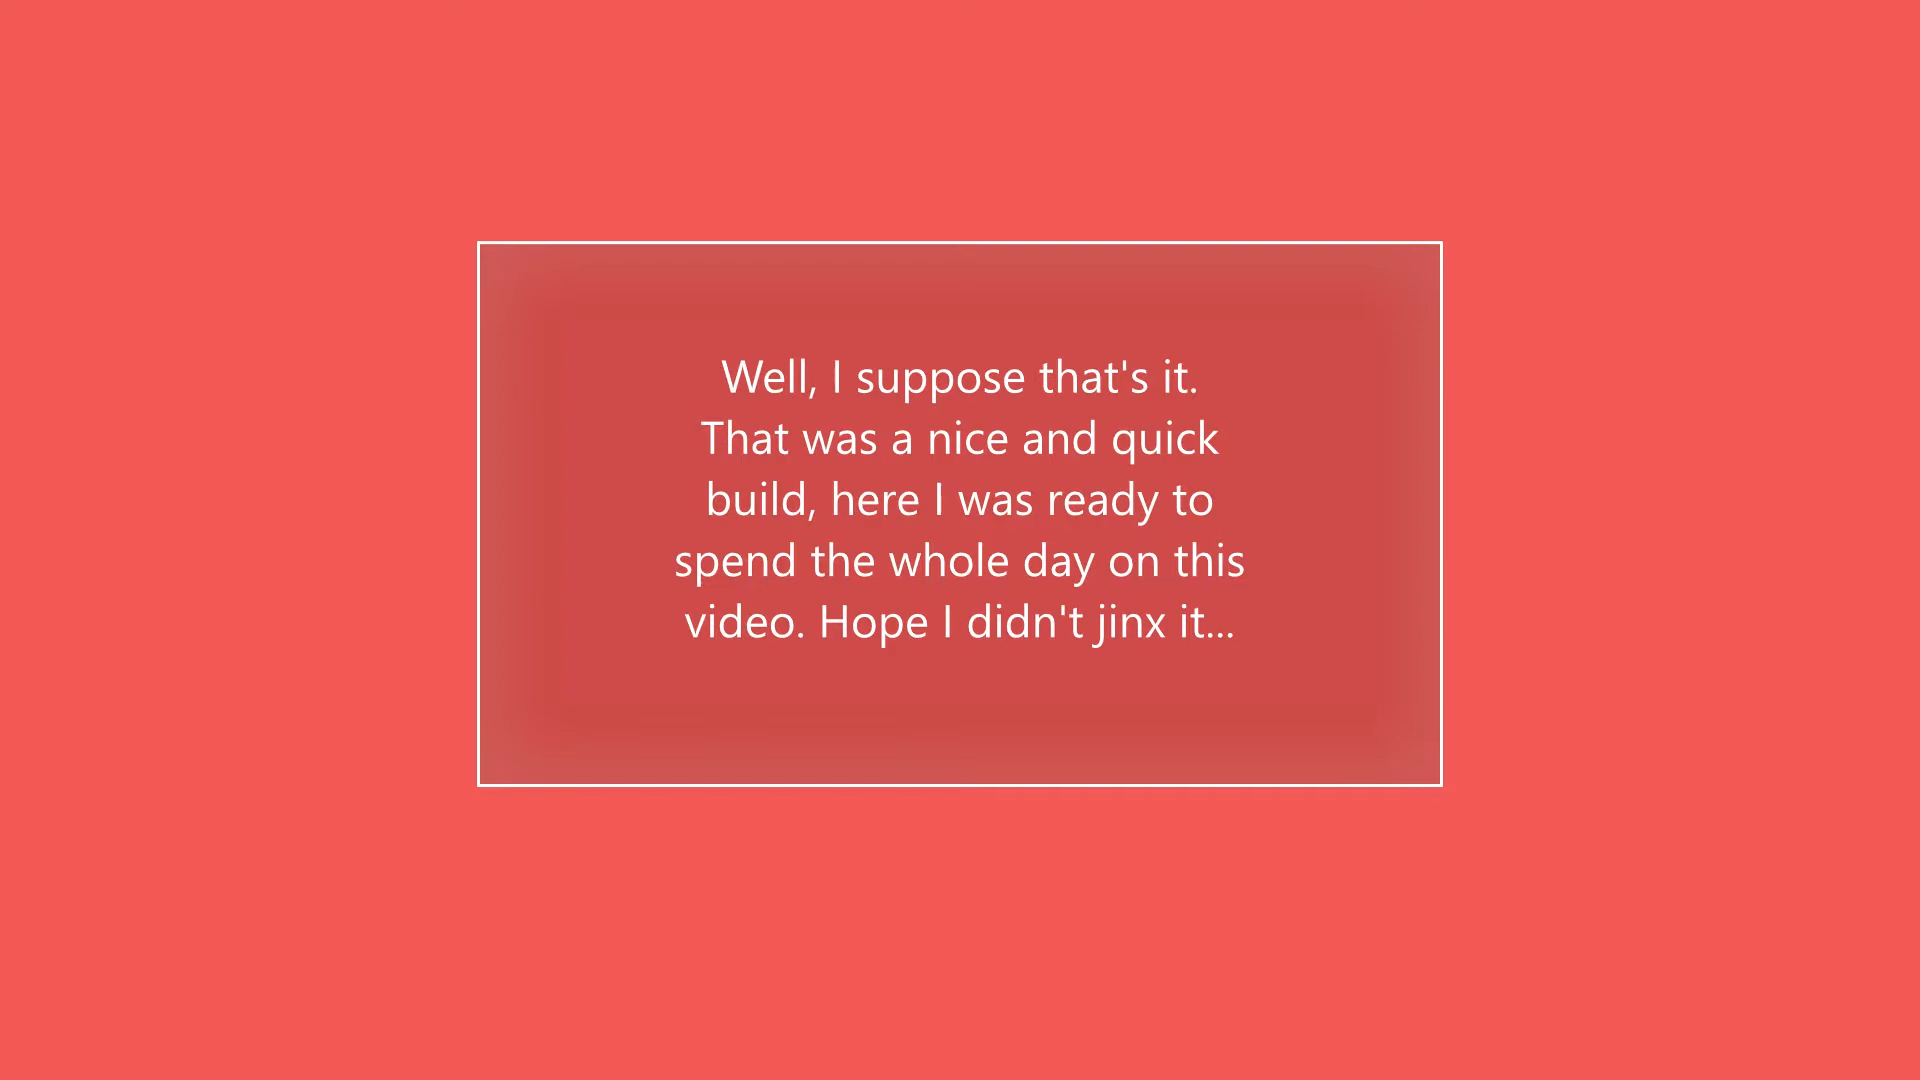 Well, I suppose that's it.
That was a nice and quick
build, here I was ready to
spend the whole day on this
video. Hope I didn't jinx it...